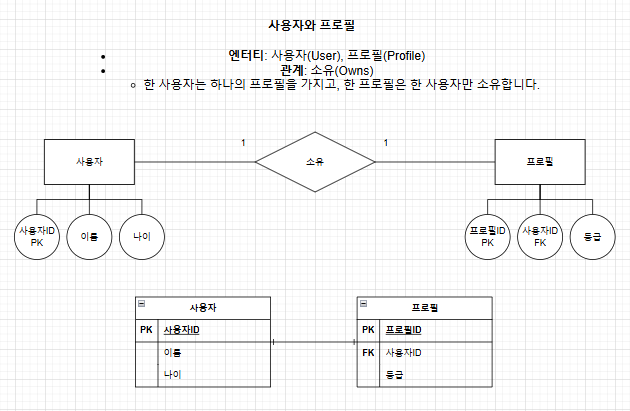 사용자와 프로필
엔터티: 사용자(User), 프로필(Profile)
관계: 소유(Owns)
한 사용자는 하나의 프로필을 가지고, 한 프로필은 한 사용자만 소유합니다.
사용자
1
소유
1
프로필
사용자ID
PK
이름
나이
프로필ID
PK
사용자ID
FK
등급
사용자
PK 사용자ID
이름
나이
프로필
PK 프로필ID
FK 사용자ID
등급